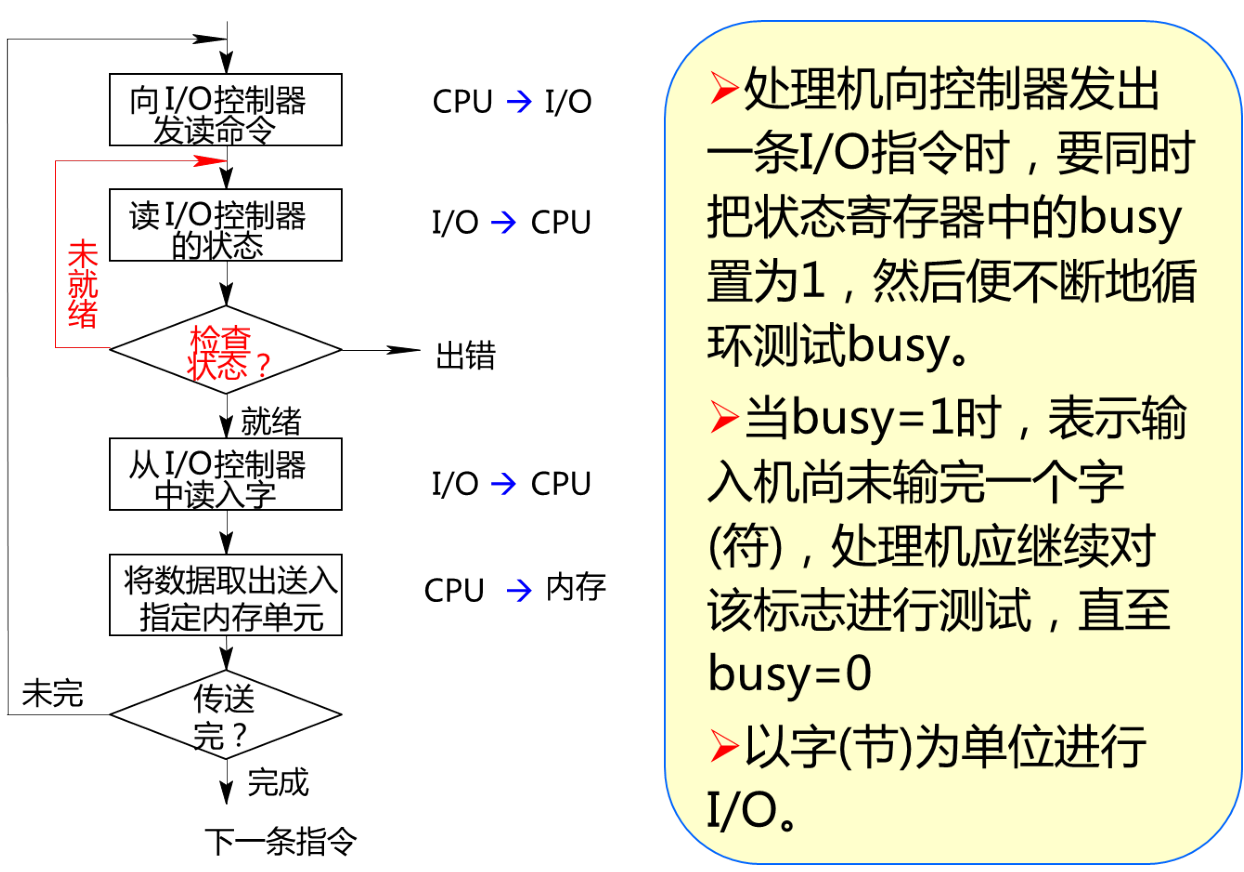 向I/O控制器
发读命令
CPU → I/O
读I/O控制器
的状态
I/O → CPU
未
就
绪
检查
状态？
出错
就绪
从I/O控制器
中读入字
I/O → CPU
将数据取出送入
指定内存单元
CPU → 内存
未完
传送
完？
完成
下一条指令
➢处理机向控制器发出
一条I/O指令时，要同时
把状态寄存器中的busy
置为1，然后便不断地循
环测试busy。
➢当busy=1时，表示输
入机尚未输完一个字
(符)，处理机应继续对
该标志进行测试，直至
busy=0
➢以字(节)为单位进行
I/O。